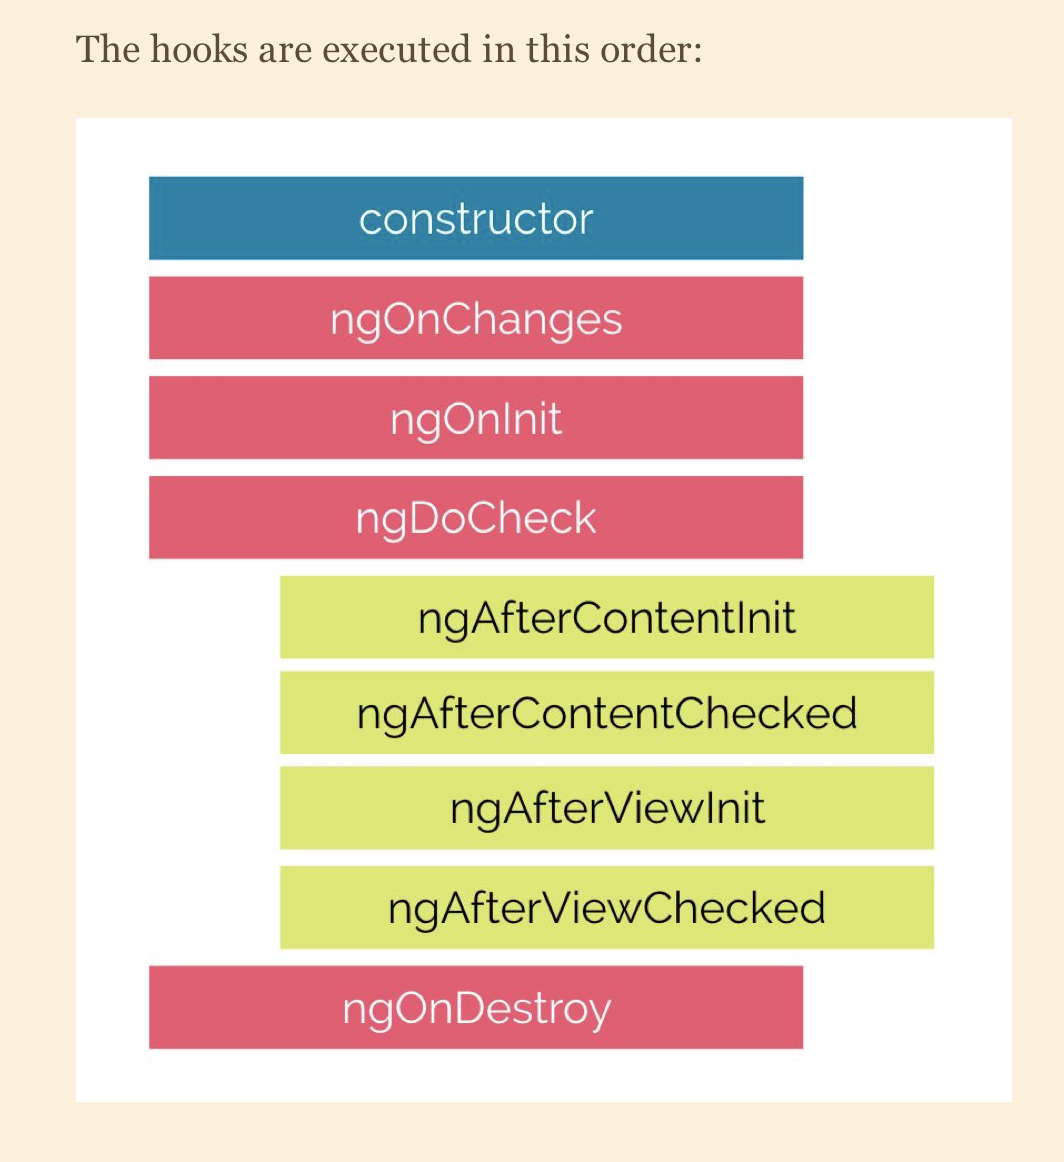 The hooks are executed in this order:
constructor
ngOnChanges
ngOnInit
ngDoCheck
ngAfterContentInit
ngAfterContentChecked
ngAfterViewInit
ngAfterViewChecked
ngOnDestroy